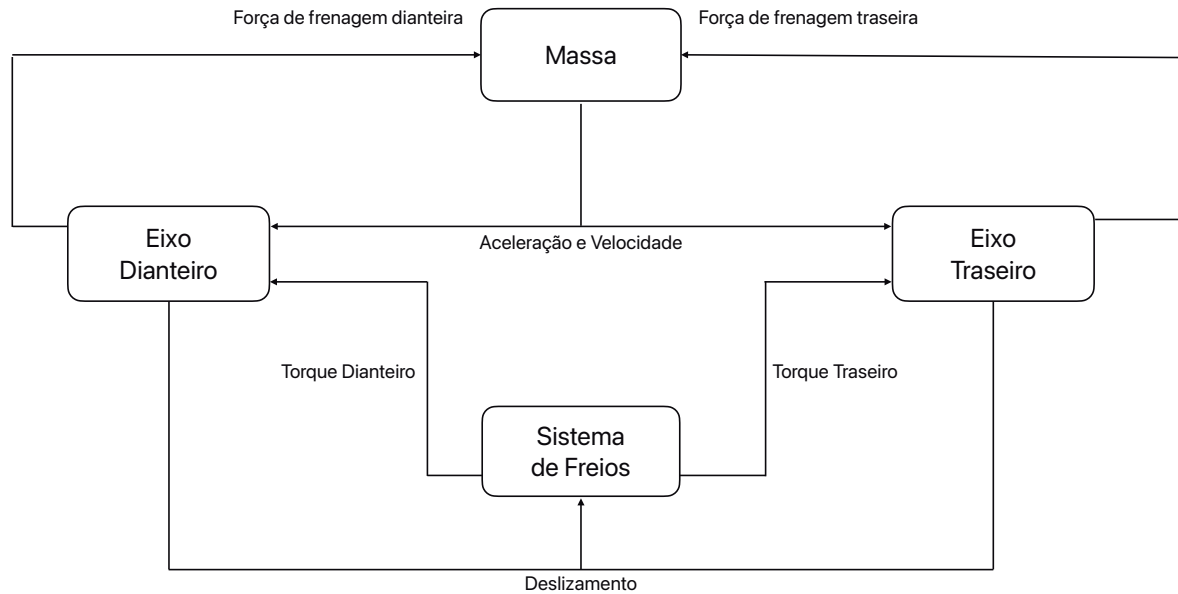 Força de frenagem dianteira
Força de frenagem traseira
Massa
Eixo
Dianteiro
Aceleração e Velocidade
Eixo
Traseiro
Torque Dianteiro
Torque Traseiro
Sistema
de Freios
Deslizamento